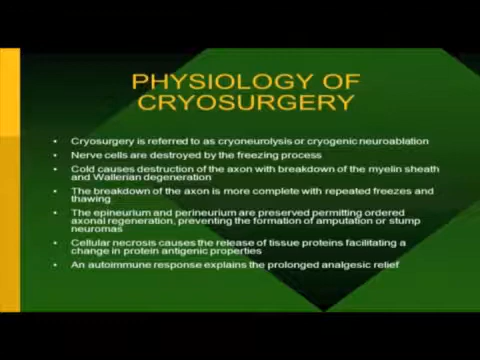 PHYSIOLOGY OF
CRYOSURGERY
• Cryosurgery is referred to as cryoneurolysis or cryogenic neuroablation
• Nerve cells are destroyed by the freezing process
• Cold causes destruction of the axon with breakdown of the myelin sheath
and Wallerian degeneration
• The breakdown of the axon is more complete with repeated freezes and
thawing
• The epineurium and perineurium are preserved permitting ordered
axonal regeneration, preventing the formation of amputation or stump
neuromas
• Cellular necrosis causes the release of tissue proteins facilitating a
change in protein antigenic properties
• An autoimmune response explains the prolonged analgesic relief